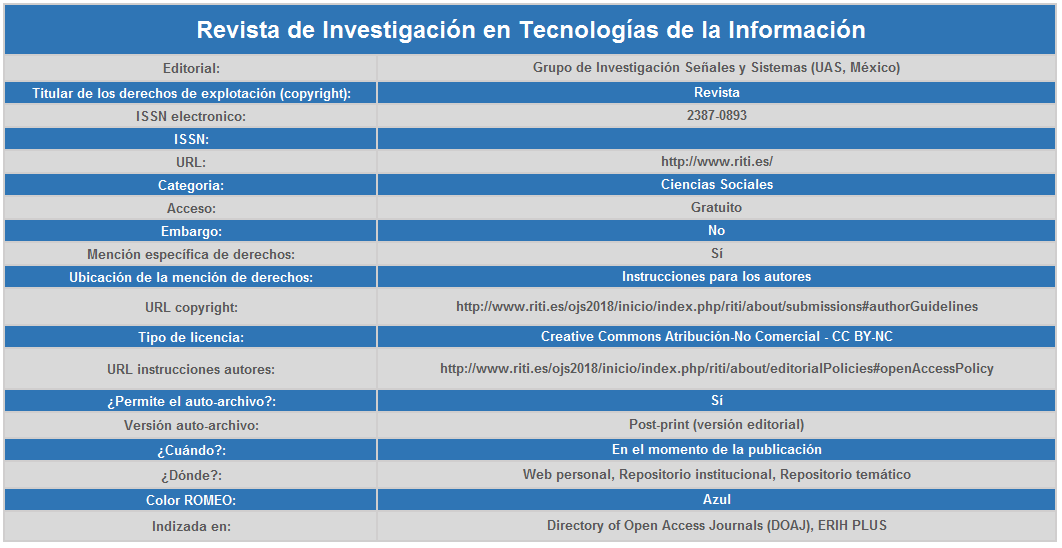 Revista de Investigación en Tecnologías de la Información
Editorial: Grupo de Investigación Señales y Sistemas (UAS, México)
Titular de los derechos de explotación (copyright): Revista
ISSN electronico: 2387-0893
ISSN:
URL: http://www.riti.es/
Categoria: Ciencias Sociales
Acceso: Gratuito
Embargo: No
Mención específica de derechos: Sí
Ubicación de la mención de derechos: Instrucciones para los autores
URL copyright: http://www.riti.es/ojs2018/inicio/index.php/riti/about/submissions#authorGuidelines
Tipo de licencia: Creative Commons Atribución-No Comercial - CC BY-NC
URL instrucciones autores: http://www.riti.es/ojs2018/inicio/index.php/riti/about/editorialPolicies#openAccessPolicy
¿Permite el auto-archivo?: Sí
Versión auto-archivo: Post-print (versión editorial)
¿Cuándo?: En el momento de la publicación
¿Dónde?: Web personal, Repositorio institucional, Repositorio temático
Color ROMEO: Azul
Indizada en: Directory of Open Access Journals (DOAJ), ERIH PLUS